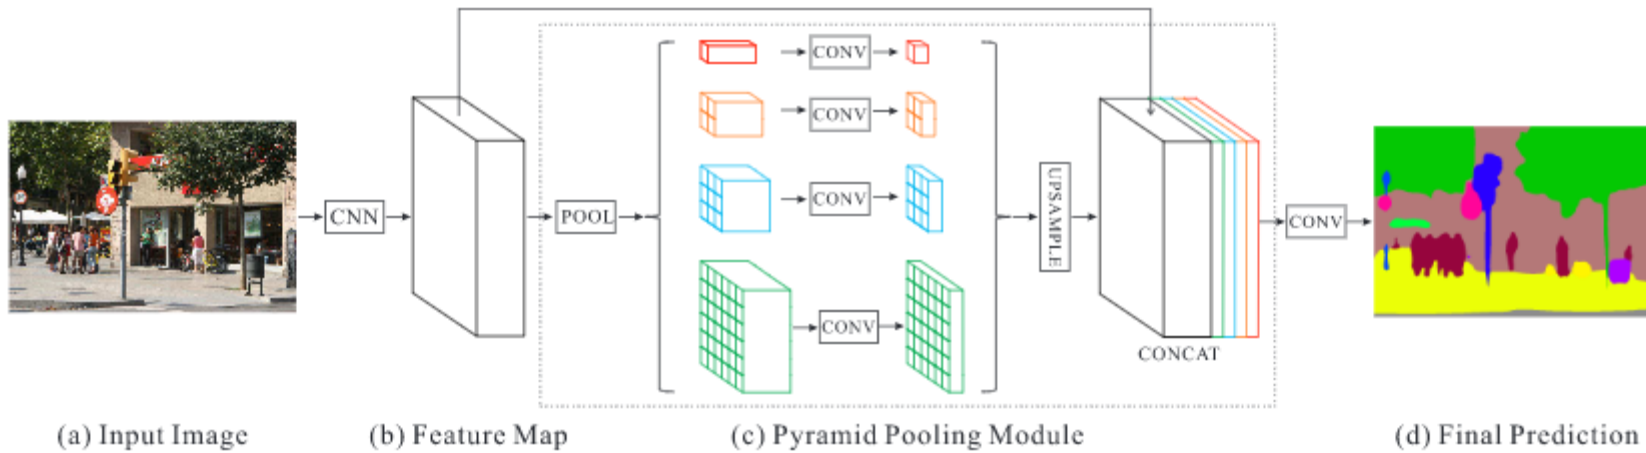 CNN
POOL
CONV
CONV
CONV
CONV
UPSAMPLE
CONCAT
CONV
(a) Input Image
(b) Feature Map
(c) Pyramid Pooling Module
(d) Final Prediction